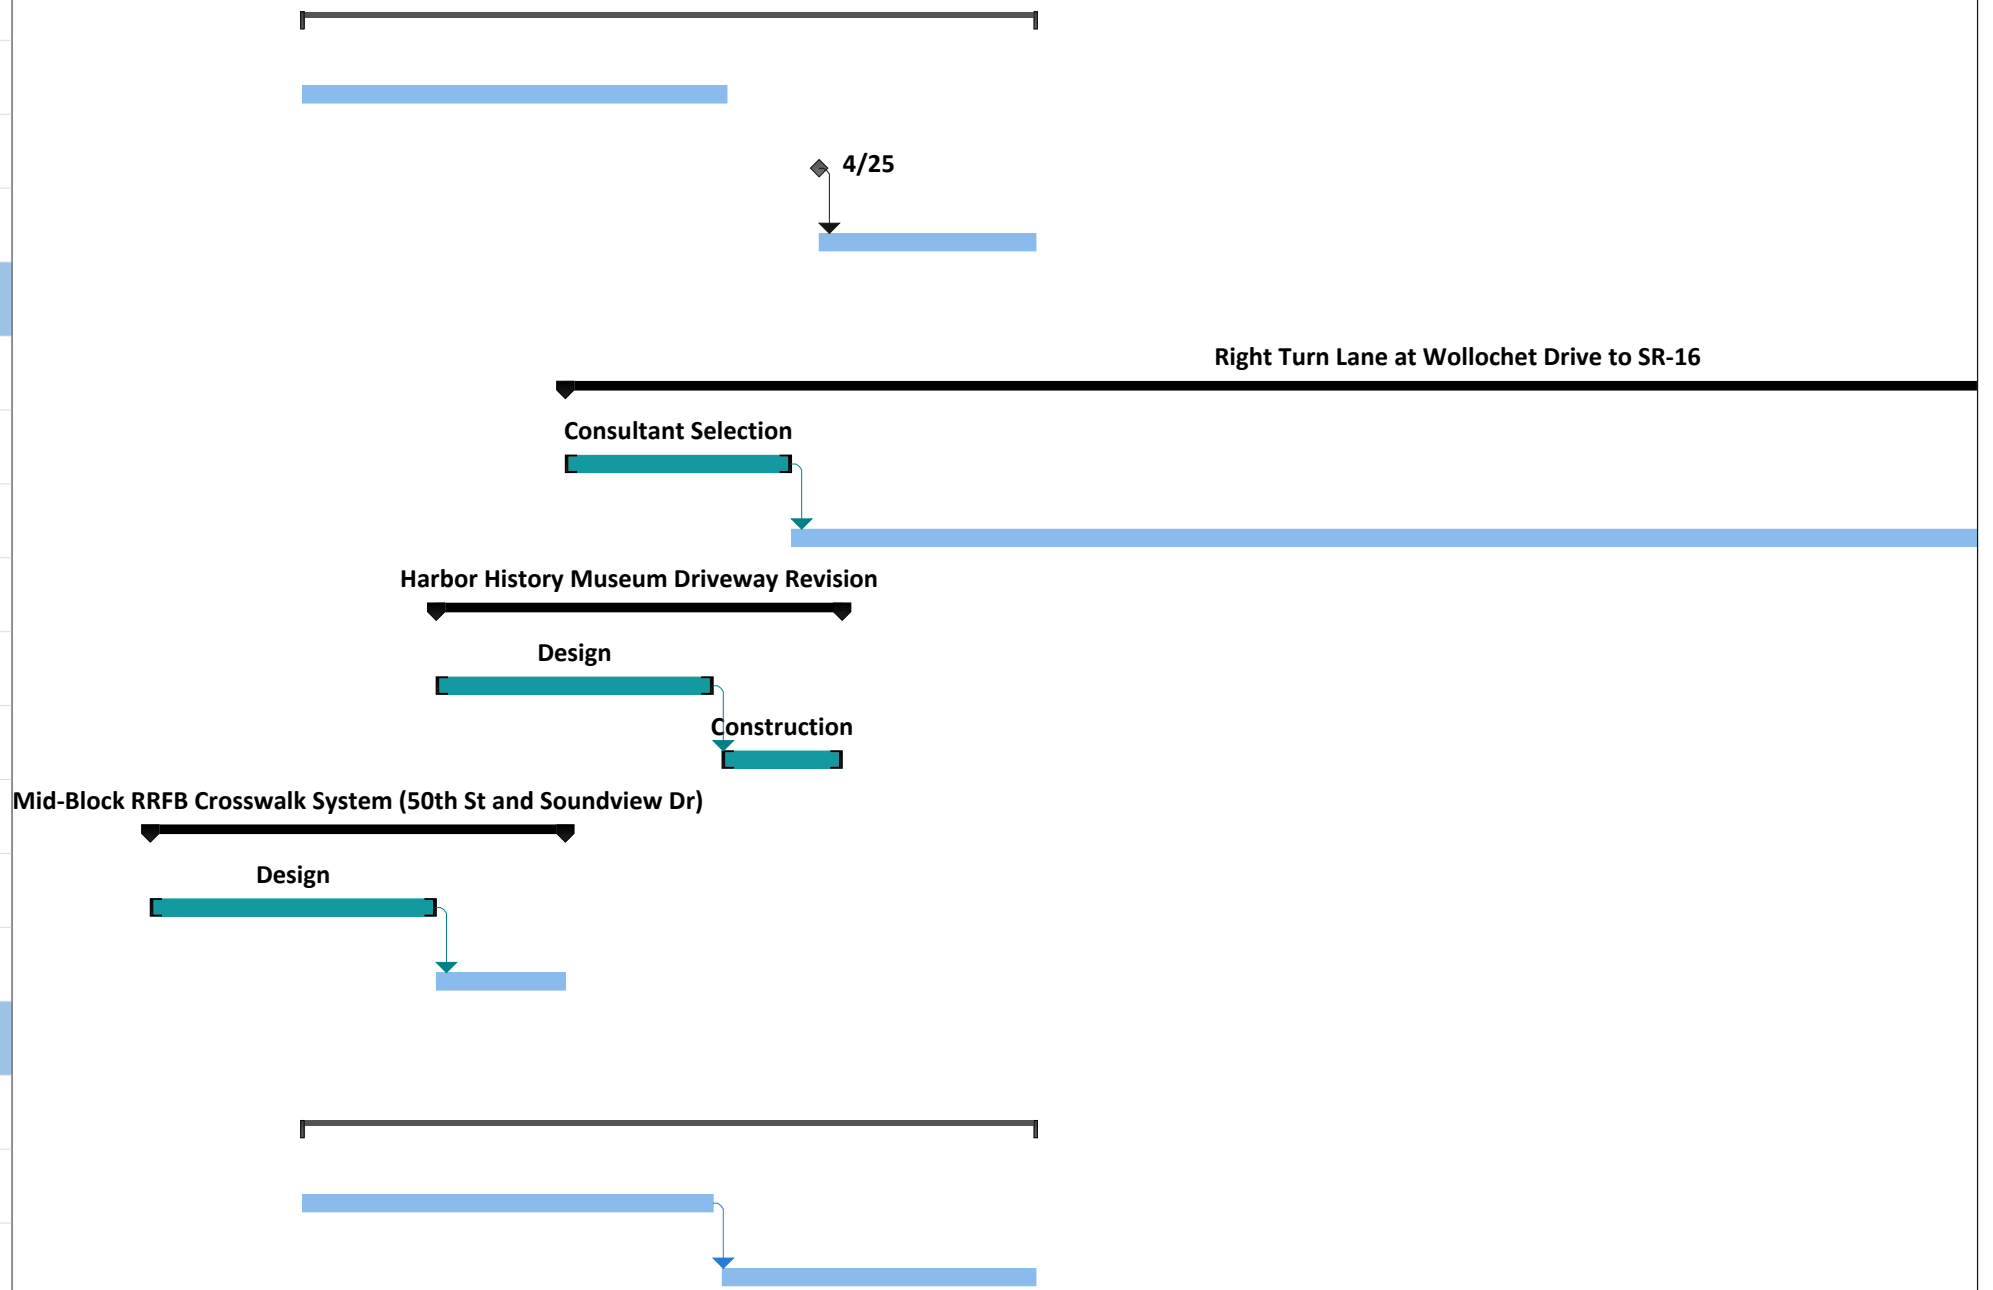 4/25
Right Turn Lane at Wollochet Drive to SR-16
Consultant Selection
Harbor History Museum Driveway Revision
Design
Construction
Mid-Block RRFB Crosswalk System (50th St and Soundview Dr)
Design